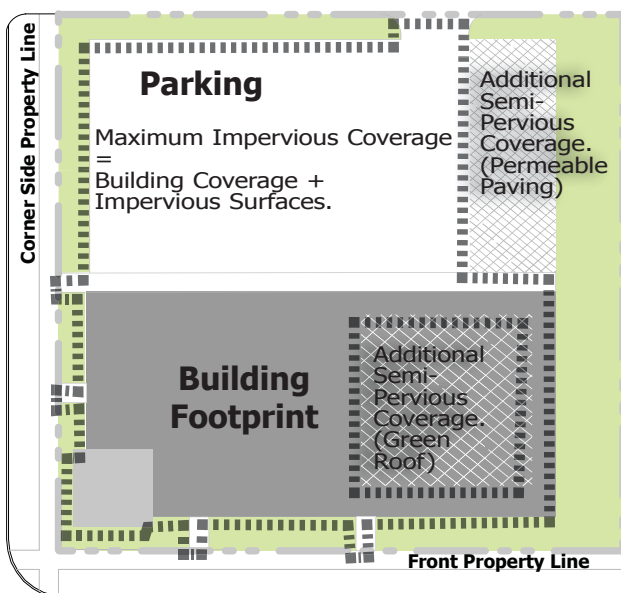 Corner Side Property Line
Parking
Maximum Impervious Coverage
=
Building Coverage +
Impervious Surfaces.
Additional
Semi-
Pervious
Coverage.
(Permeable
Paving)
Building
Footprint
Additional
Semi-
Pervious
Coverage.
(Green
Roof)
Front Property Line